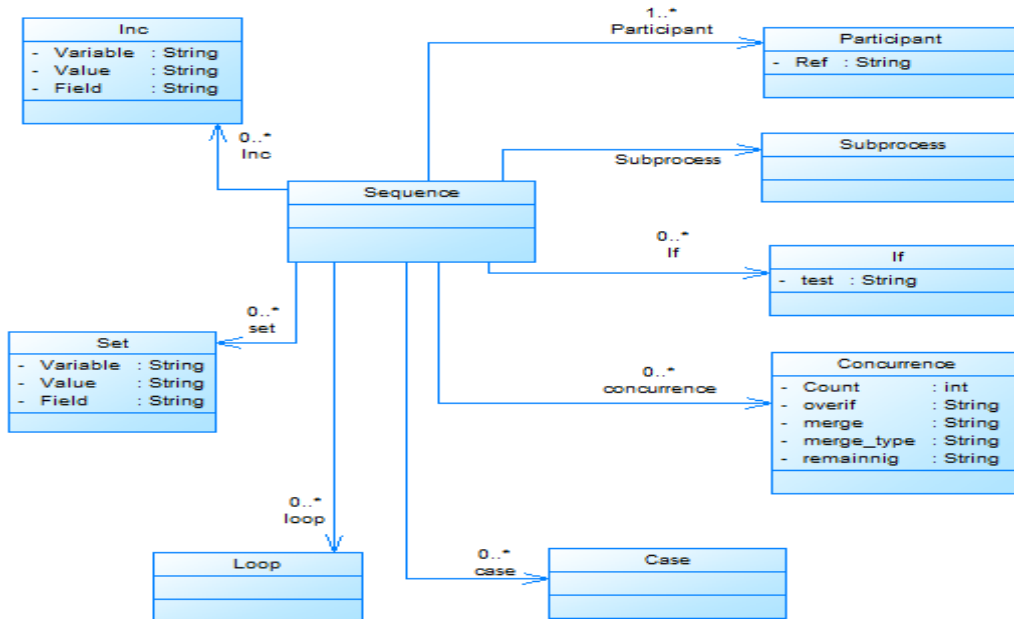 Inc
- Variable : String
- Value : String
- Field : String
1..*
Participant
Participant
- Ref : String
0..*
Inc
Subprocess
Subprocess
Sequence
0..*
If
If
- test : String
0..*
set
Set
- Variable : String
- Value : String
- Field : String
0..*
concurrence
Concurrence
- Count : int
- overif : String
- merge : String
- merge_type : String
- remainnig : String
0..*
loop
Loop
0..*
case
Case